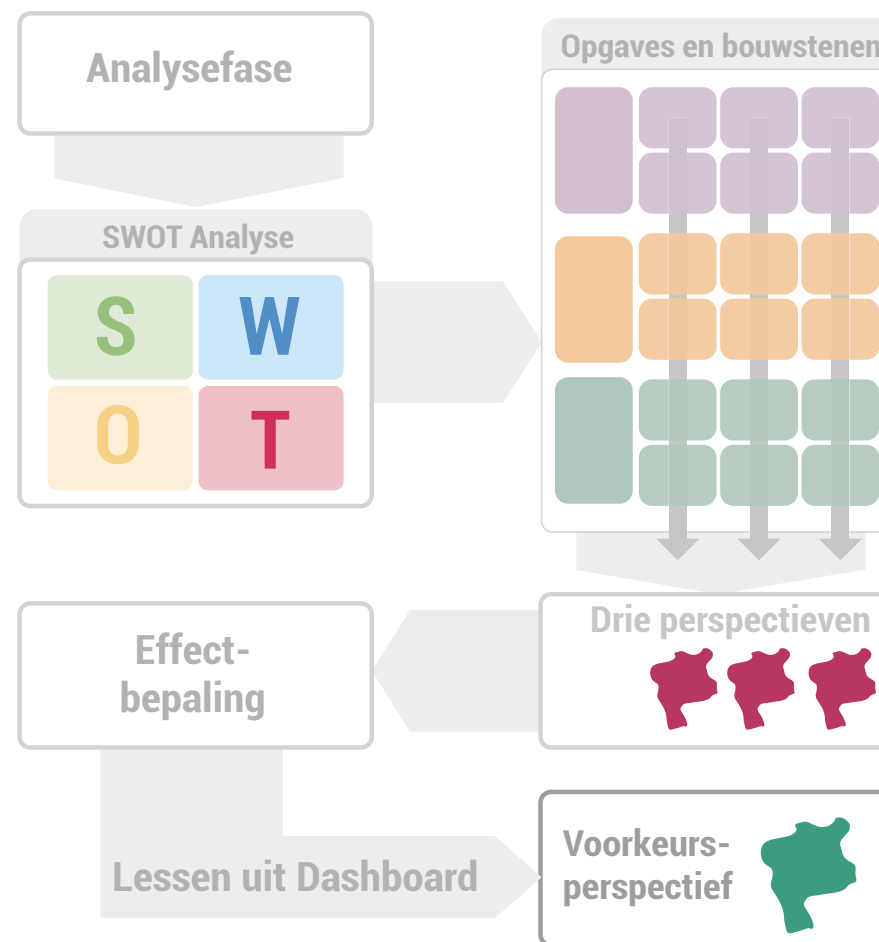 Analysefase
SWOT Analyse
S W
O T
Opgaves en bouwstenen
Drie perspectieven
Effect-
bepaling
Lessen uit Dashboard
Voorkeurs-
perspectief